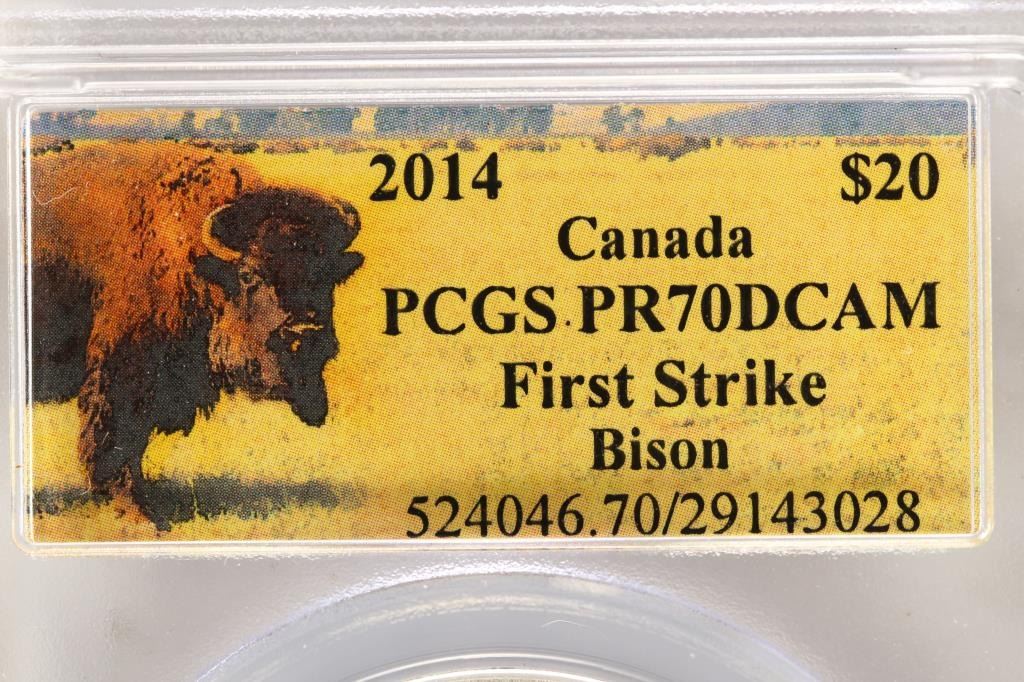 2014 $20
Canada
PCGS PR70DCAM
First Strike
Bison
524046.70/29143028